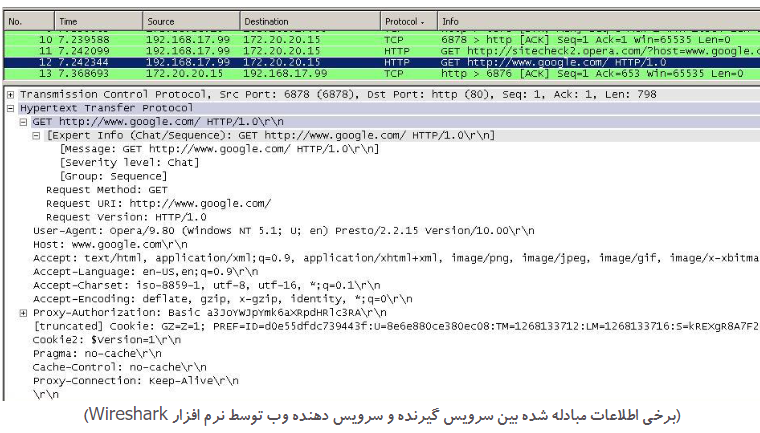 No. Time Source Destination Protocol Info
10 7.239588 192.168.17.99 172.20.20.15 TCP 6878 > http [ACK] Seq=1 Ack=1 Win=65535 Len=0
11 7.242099 192.168.17.99 172.20.20.15 HTTP GET http://sitecheck2.opera.com/?host=www.google.c
12 7.242344 192.168.17.99 172.20.20.15 HTTP GET http://www.google.com/ HTTP/1.0
13 7.368693 172.20.20.15 192.168.17.99 TCP http > 6876 [ACK] Seq=1 Ack=653 Win=65535 Len=0
Transmission Control Protocol, Src Port: 6878 (6878), Dst Port: http (80), Seq: 1, Ack: 1, Len: 798
Hypertext Transfer Protocol
GET http://www.google.com/ HTTP/1.0\r\n
[Expert Info (Chat/Sequence): GET http://www.google.com/ HTTP/1.0\r\n]
[Message: GET http://www.google.com/ HTTP/1.0\r\n]
[Severity level: Chat]
[Group: Sequence]
Request Method: GET
Request URI: http://www.google.com/
Request Version: HTTP/1.0
User-Agent: Opera/9.80 (Windows NT 5.1; U; en) Presto/2.2.15 Version/10.00\r\n
Host: www.google.com\r\n
Accept: text/html, application/xml;q=0.9, application/xhtml+xml, image/png, image/jpeg, image/gif, image/x-xbitma
Accept-Language: en-US,en;q=0.9\r\n
Accept-Charset: iso-8859-1, utf-8, utf-16, *;q=0.1\r\n
Accept-Encoding: deflate, gzip, x-gzip, identity, *;q=0\r\n
Proxy-Authorization: Basic a3JoYWJpYmk6aXRpdHRlc3RA\r\n
[truncated] Cookie: GZ=Z=1; PREF=ID=d0e55dfdc739443f:U=8e6e880ce380ec08:TM=1268133712:LM=1268133716:S=kREXgR8A7F2
Cookie2: $version=1\r\n
Pragma: no-cache\r\n
Cache-Control: no-cache\r\n
Proxy-Connection: Keep-Alive\r\n
\r\n
(برخی اطلاعات مبادله شده بین سرویس گیرنده و سرویس دهنده وب توسط نرم افزار Wireshark)